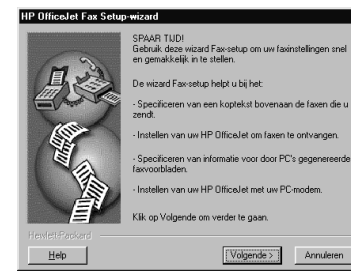 HP OfficeJet Fax Setup-wizard
SPAAR TIJD!
Gebruik deze wizard Fax-setup om uw faxinstellingen snel
en gemakkelijk in te stellen.
De wizard Fax-setup helpt u bij het:
- Specificeren van een koptekst bovenaan de faxen die u
zendt.
- Instellen van uw HP OfficeJet om faxen te ontvangen.
- Specificeren van informatie voor door PC's gegenereerde
faxvoorbladen.
- Instellen van uw HP OfficeJet met uw PC-modem.
Klik op Volgende om verder te gaan.
Hewlett-Packard
Help
Volgende >
Annuleren